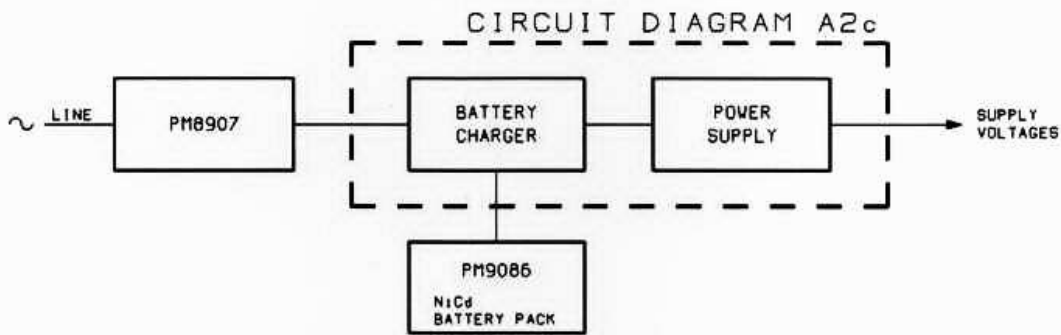 CIRCUIT DIAGRAM A2c
∼ LINE
PM8907
BATTERY
CHARGER
POWER
SUPPLY
SUPPLY
VOLTAGES
PM9086
NiCd
BATTERY PACK